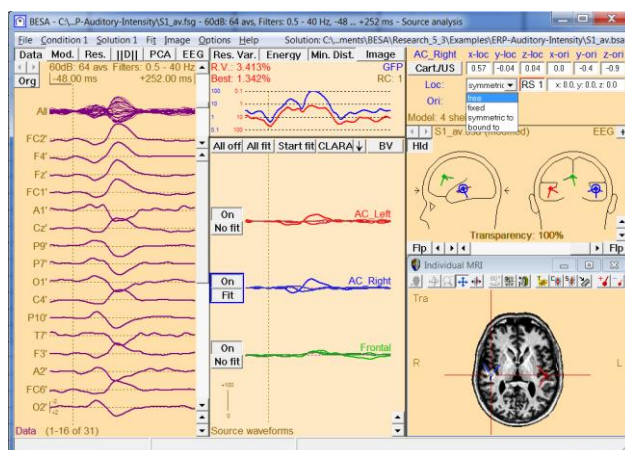 BESA - C:\...P-Auditory-Intensity\S1_av.fsg - 60dB: 64 avs, Filters: 0.5 - 40 Hz, -48 ... +252 ms - Source analysis
File Condition 1 Solution 1 Fit Image Options Help Solution: C:\...ments\BESA\Research_5_3\Examples\ERP-Auditory-Intensity\S1_av.bsa
Data Mod. Res. ||D|| PCA EEG
Org
60dB: 64 avs Filters: 0.5 - 40 Hz
-48.00 ms +252.00 ms
All
FC2'
F4'
Fz'
FC1'
A1'
Cz'
P9'
P7'
O1'
C4'
P10'
T7'
F3'
A2'
FC6'
O2'
Data (1-16 of 31)
Res. Var. Energy Min. Dist. Image
R.V.: 3.413% GFP
Best: 1.342% RC: 1
All off All fit Start fit CLARA BV
On
No fit
AC_Left
On
Fit
AC_Right
On
No fit
Frontal
+100
Source waveforms
AC_Right x-loc y-loc z-loc x-ori y-ori z-ori
Cart/US 0.57 -0.04 0.04 0.0 -0.4 -0.9
Loc: symmetric RS 1 x: 0.0, y: 0.0, z: 0.0
Ori:
free
fixed
symmetric to
bound to
Model: 4 shel
S1_av.bsa (modified) EEG +
Hld
Transparency: 100%
Flp Flp
Individual MRI
Tra
R L